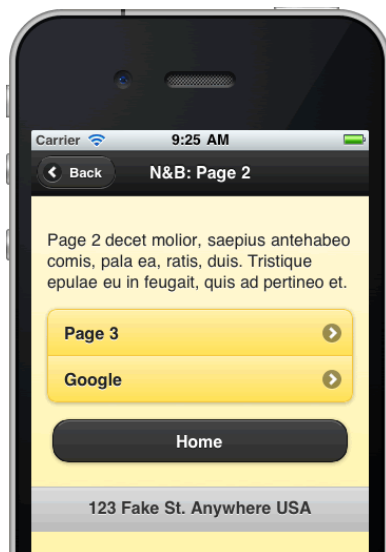 Carrier 9:25 AM
Back N&B: Page 2
Page 2 decet molior, saepius antehabeo
comis, pala ea, ratis, duis. Tristique
epulae eu in feugait, quis ad pertineo et.
Page 3
Google
Home
123 Fake St. Anywhere USA